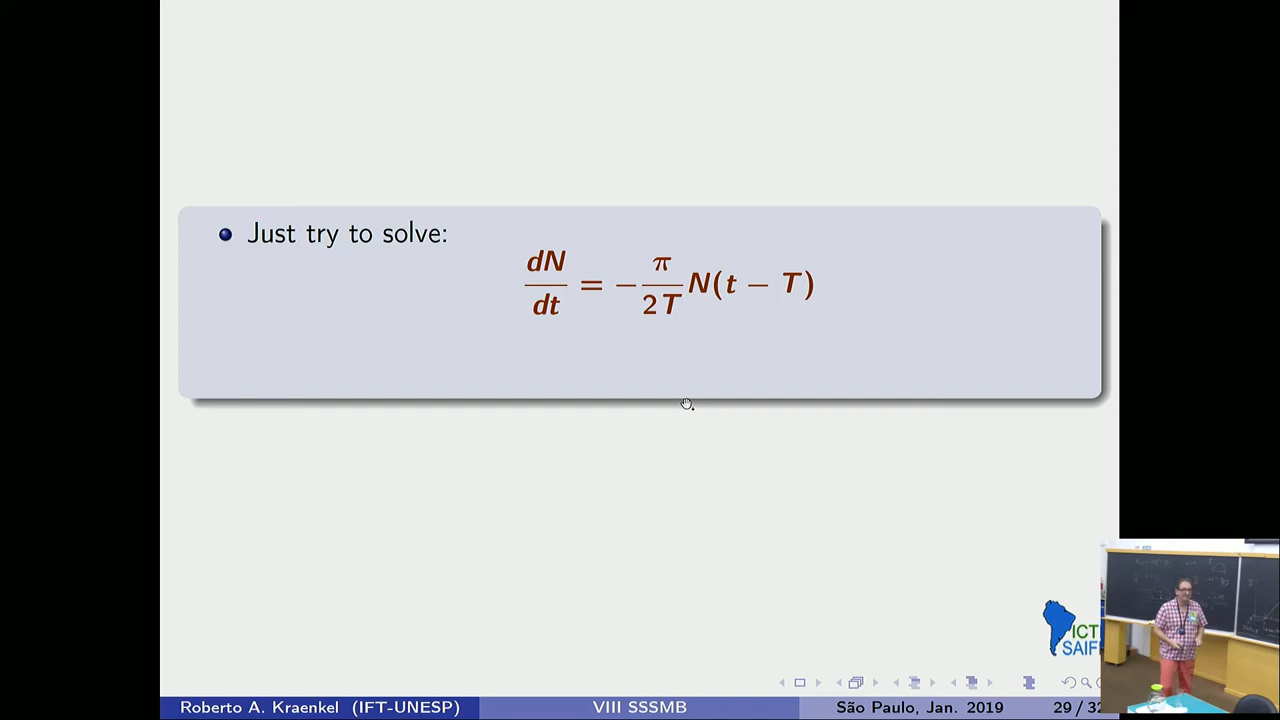 Just try to solve:
dN/dt = −π/2T N(t − T)
ICT
SAIF
Roberto A. Kraenkel (IFT-UNESP) VIII SSSMB São Paulo, Jan. 2019 29 / 32